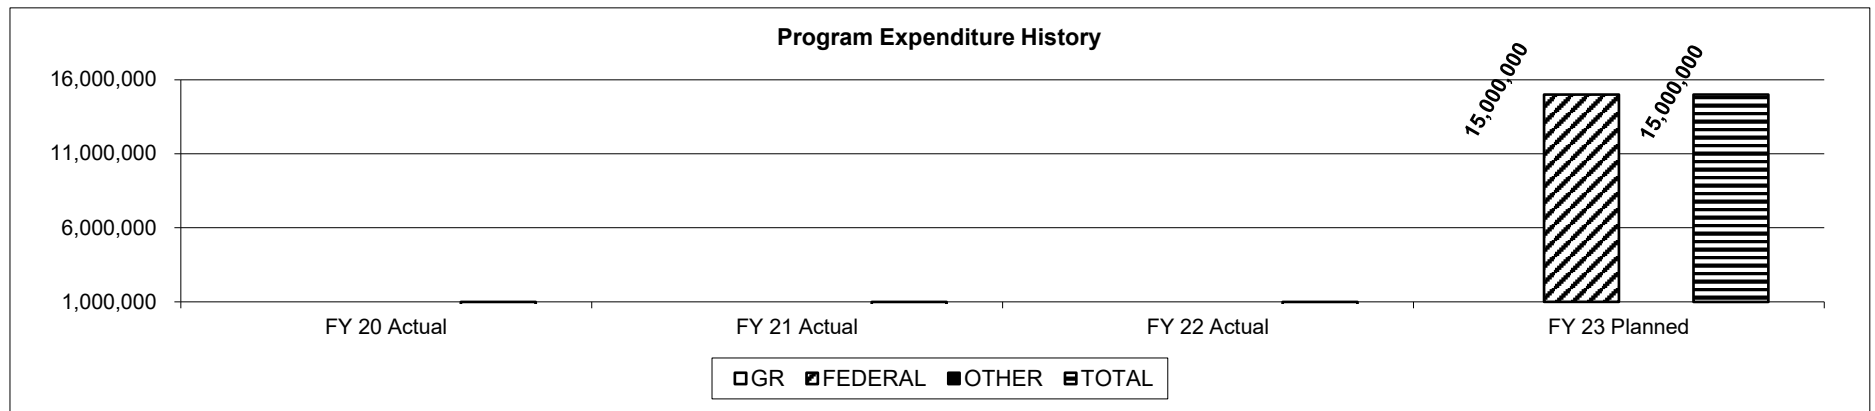 Program Expenditure History
16,000,000
11,000,000
6,000,000
1,000,000
15,000,000
15,000,000
FY 20 Actual
FY 21 Actual
FY 22 Actual
FY 23 Planned
GR FEDERAL OTHER TOTAL